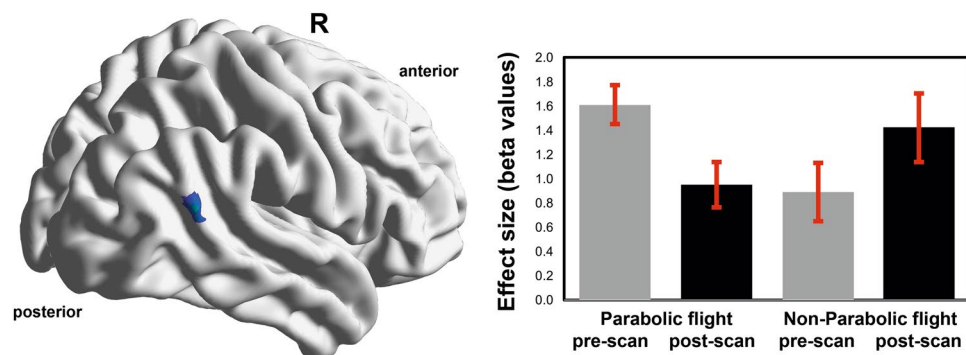 R
anterior
posterior
Effect size (beta values)
2.0
1.8
1.6
1.4
1.2
1.0
0.8
0.6
0.4
0.2
0.0
Parabolic flight Non-Parabolic flight
pre-scan post-scan pre-scan post-scan